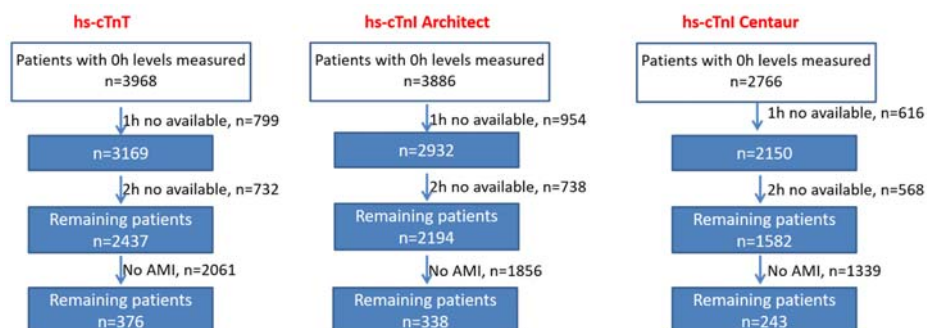 hs-cTnT
Patients with 0h levels measured
n=3968
1h no available, n=799
n=3169
2h no available, n=732
Remaining patients
n=2437
No AMI, n=2061
Remaining patients
n=376
hs-cTnI Architect
Patients with 0h levels measured
n=3886
1h no available, n=954
n=2932
2h no available, n=738
Remaining patients
n=2194
No AMI, n=1856
Remaining patients
n=338
hs-cTnI Centaur
Patients with 0h levels measured
n=2766
1h no available, n=616
n=2150
2h no available, n=568
Remaining patients
n=1582
No AMI, n=1339
Remaining patients
n=243